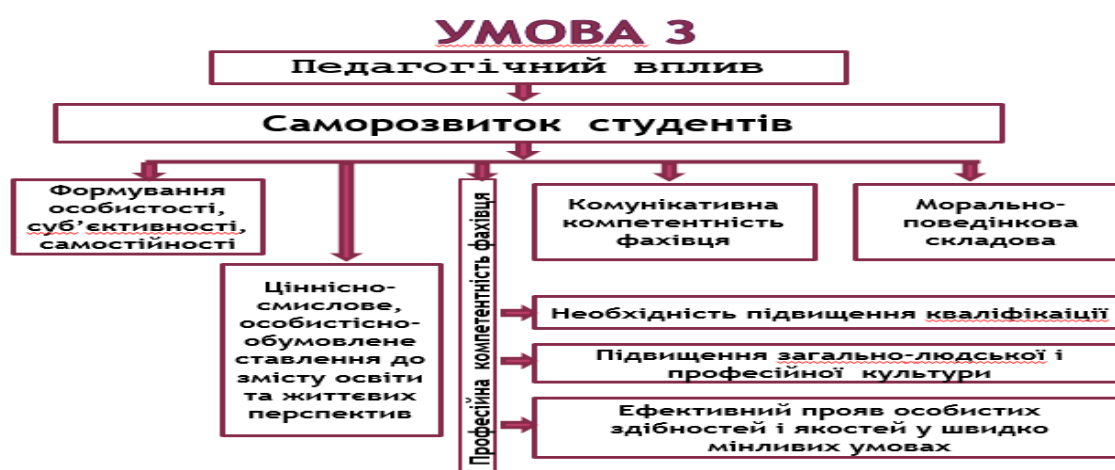 УМОВА 3
Педагогічний вплив
Саморозвиток студентів
Формування
особистості,
суб’єктивності,
самостійності
Ціннісно-
смислове,
особистісно-
обумовлене
ставлення до
змісту освіти
та життєвих
перспектив
Професійна компетентність фахівця
Комунікативна
компетентність
фахівця
Морально-
поведінкова
складова
Необхідність підвищення кваліфікаіції
Підвищення загально-людської і
професійної культури
Ефективний прояв особистих
здібностей і якостей у швидко
мінливих умовах